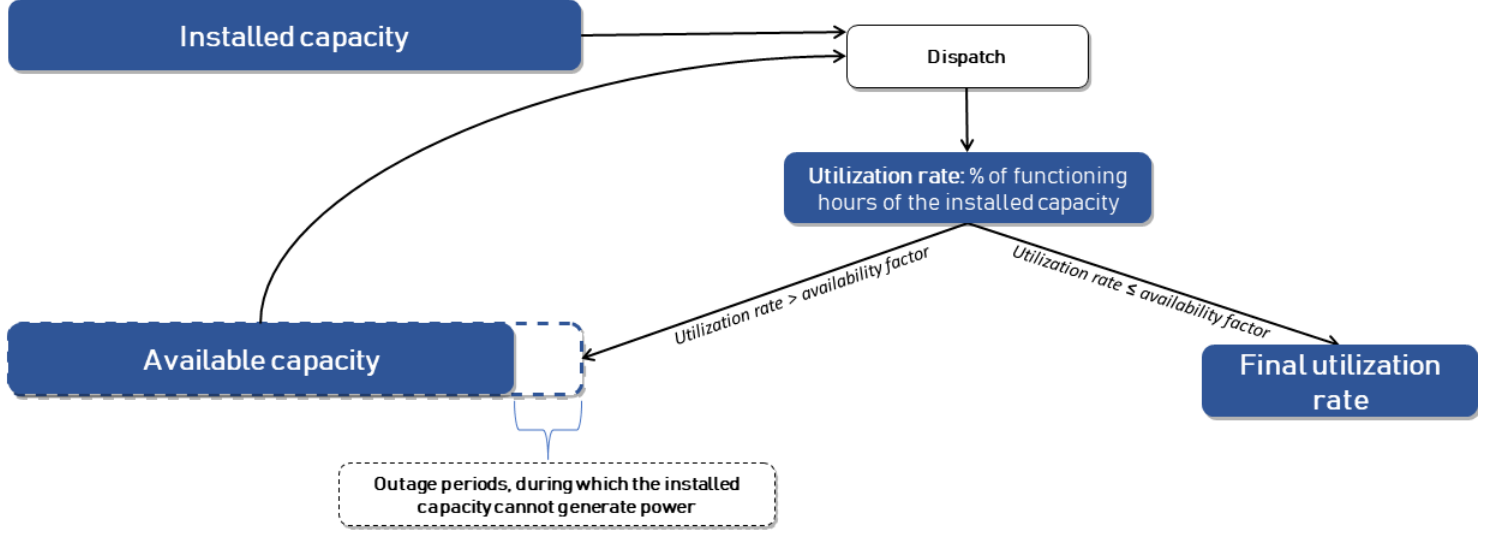 Installed capacity
Dispatch
Utilization rate: % of functioning
hours of the installed capacity
Utilization rate > availability factor
Utilization rate ≤ availability factor
Available capacity
Final utilization
rate
Outage periods, during which the installed
capacity cannot generate power